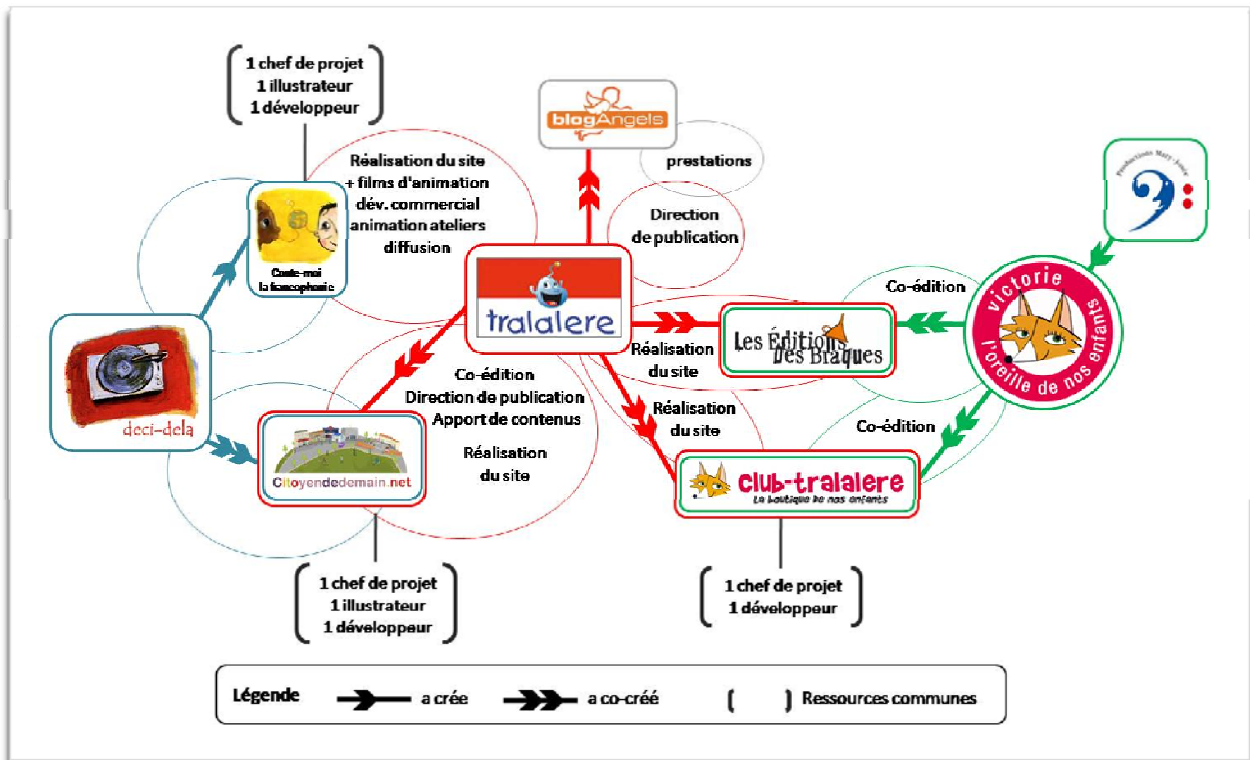 1 chef de projet
1 illustrateur
1 développeur
blogAngels
prestations
Productions Mary-Josée
Réalisation du site
+ films d'animation
dév. commercial
animation ateliers
diffusion
Direction
de publication
Conte-moi
la francophonie
tralalere
Co-édition
Les Éditions
Des Braques
victorie
l'oreille de nos enfants
Réalisation
du site
deci-dela
Co-édition
Direction de publication
Apport de contenus
Réalisation
du site
Réalisation
du site
Co-édition
Citoyendedemain.net
club-tralalere
La boutique de nos enfants
1 chef de projet
1 illustrateur
1 développeur
1 chef de projet
1 développeur
Légende
a crée
a co-créé
( ) Ressources communes